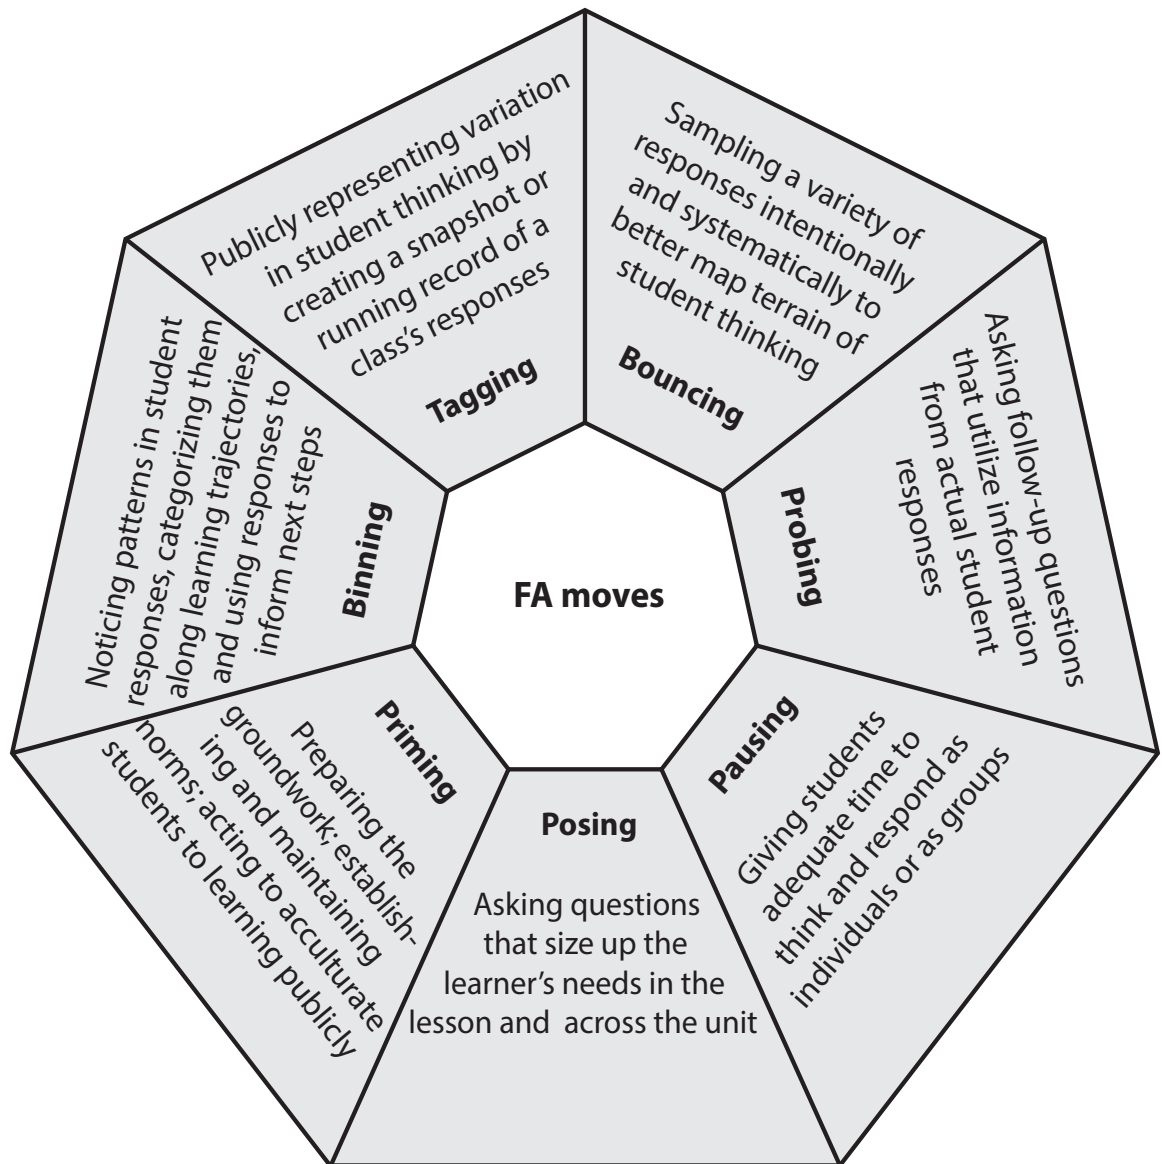 FA moves
Tagging
Publicly representing variation
in student thinking by
creating a snapshot or
running record of a
class’s responses
Bouncing
Sampling a variety of
responses intentionally
and systematically to
better map terrain of
student thinking
Probing
Asking follow-up questions
that utilize information
from actual student
responses
Pausing
Giving students
adequate time to
think and respond as
individuals or as groups
Posing
Asking questions
that size up the
learner’s needs in the
lesson and across the unit
Priming
Preparing the
groundwork; establish-
ing and maintaining
norms; acting to acculturate
students to learning publicly
Binning
Noticing patterns in student
responses, categorizing them
along learning trajectories,
and using responses to
inform next steps